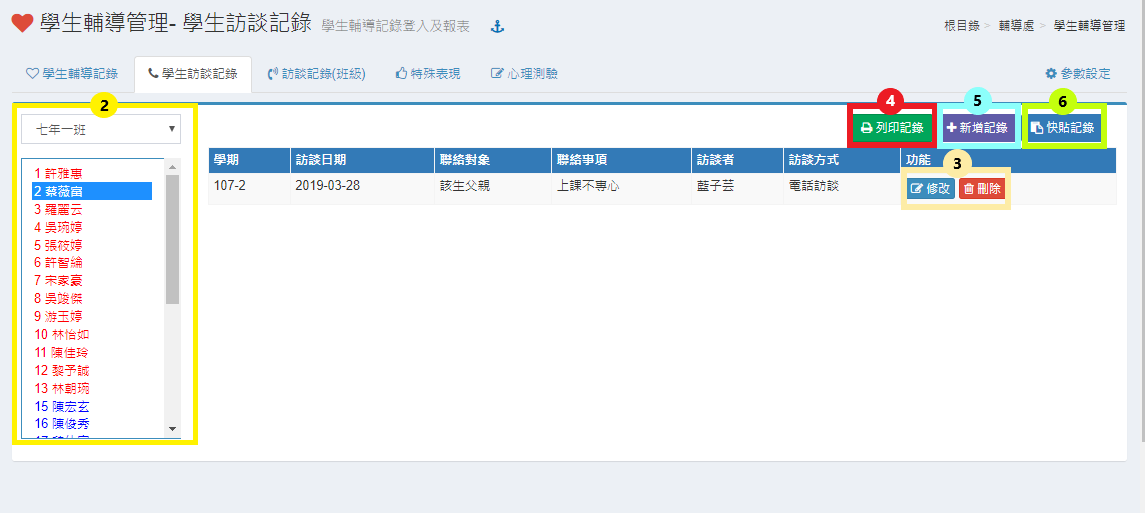 學生輔導管理- 學生訪談記錄 學生輔導記錄登入及報表
根目錄 > 輔導處 > 學生輔導管理
學生輔導記錄 學生訪談記錄 訪談記錄(班級) 特殊表現 心理測驗 參數設定
2
4
5
6
七年一班
列印記錄 新增記錄 快貼記錄
學期 訪談日期 聯絡對象 聯絡事項 訪談者 訪談方式 功能
3
107-2 2019-03-28 該生父親 上課不專心 藍子芸 電話訪談 修改 刪除
1 許雅惠
2 蔡薇甯
3 羅麗云
4 吳琬婷
5 張筱婷
6 許智綸
7 宋家豪
8 吳竣傑
9 游玉婷
10 林怡如
11 陳佳玲
12 黎予誠
13 林朝琬
15 陳宏玄
16 陳俊秀